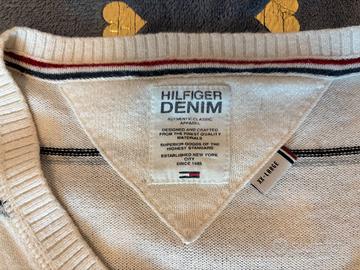 HILFIGER
DENIM
AUTHENTIC CLASSIC
APPAREL
DESIGNED AND CRAFTED
FROM THE FINEST QUALITY
MATERIALS
SUPERIOR GOODS OF THE
HIGHEST STANDARD
ESTABLISHED NEW YORK
CITY
SINCE 1985
XX-LARGE